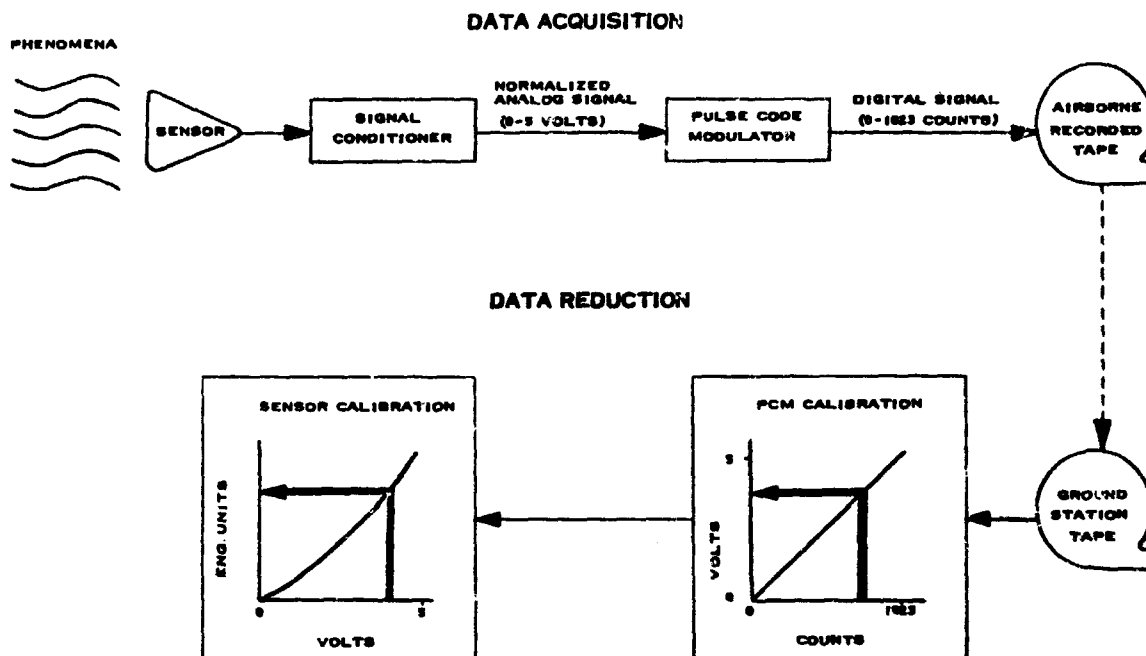 DATA ACQUISITION
PHENOMENA
SENSOR
SIGNAL
CONDITIONER
NORMALIZED
ANALOG SIGNAL
(0-5 VOLTS)
PULSE CODE
MODULATOR
DIGITAL SIGNAL
(0-1023 COUNTS)
AIRBORNE
RECORDED
TAPE
DATA REDUCTION
SENSOR CALIBRATION
ENG. UNITS
0
5
VOLTS
PCM CALIBRATION
5
VOLTS
0
0
1023
COUNTS
GROUND
STATION
TAPE